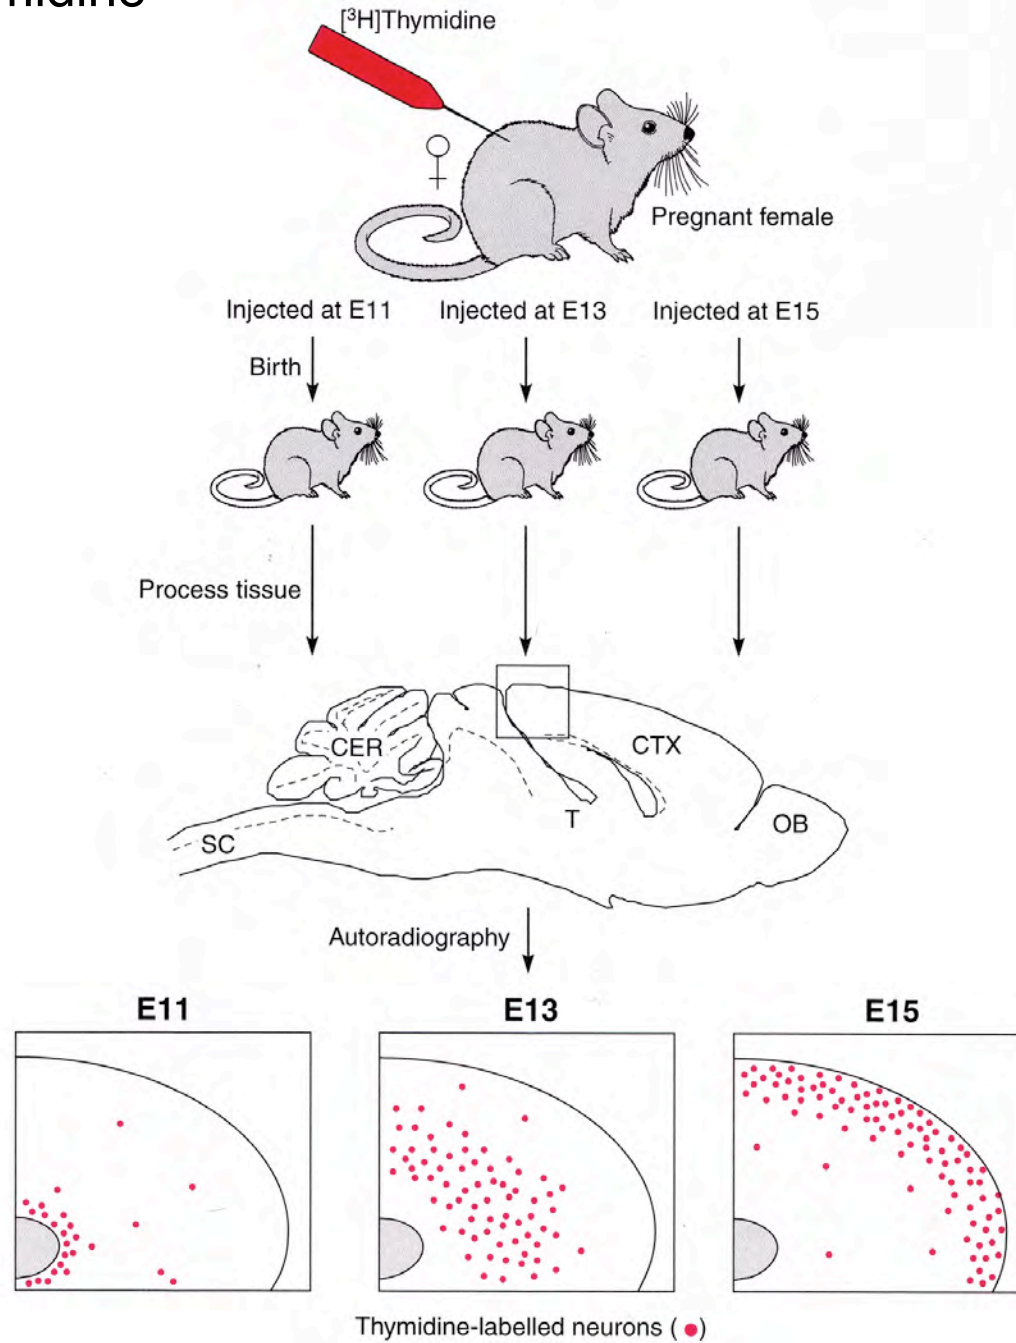 [³H]Thymidine
Pregnant female
Injected at E11 Injected at E13 Injected at E15
Birth
Process tissue
CER
CTX
SC
T
OB
Autoradiography
E11 E13 E15
Thymidine-labelled neurons ( )